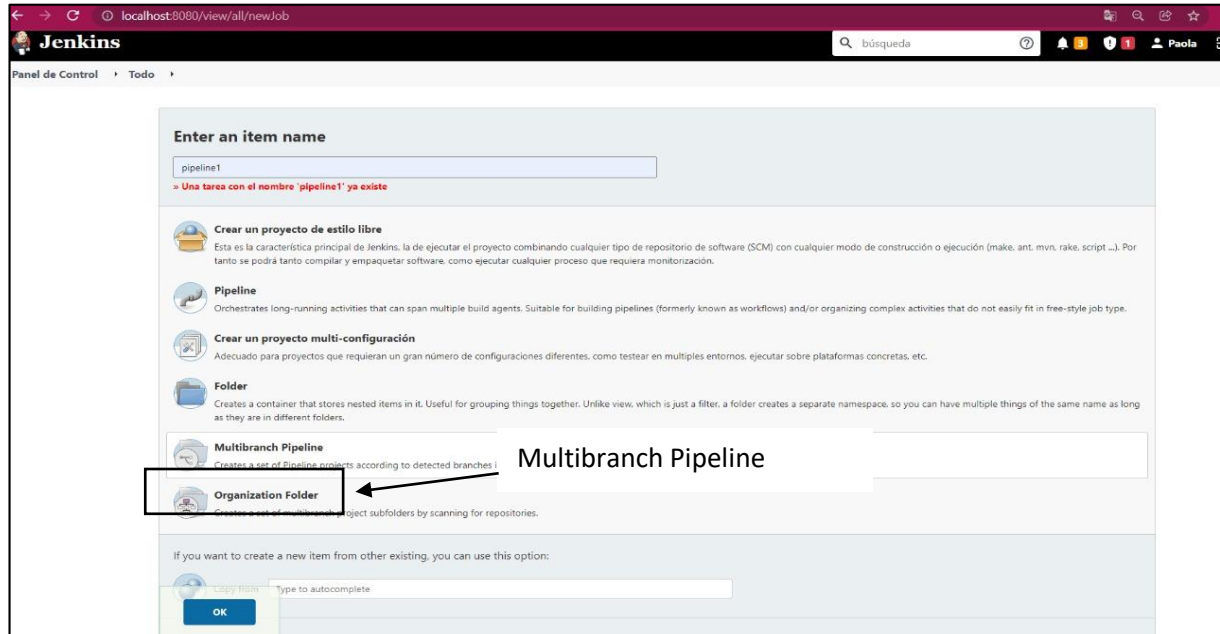 localhost:8080/view/all/newJob
Jenkins
búsqueda
3
1
Paola
Panel de Control
Todo
Enter an item name
pipeline1
» Una tarea con el nombre 'pipeline1' ya existe
Crear un proyecto de estilo libre
Esta es la característica principal de Jenkins, la de ejecutar el proyecto combinando cualquier tipo de repositorio de software (SCM) con cualquier modo de construcción o ejecución (make, ant, mvn, rake, script ...). Por
tanto se podrá tanto compilar y empaquetar software, como ejecutar cualquier proceso que requiera monitorización.
Pipeline
Orchestrates long-running activities that can span multiple build agents. Suitable for building pipelines (formerly known as workflows) and/or organizing complex activities that do not easily fit in free-style job type.
Crear un proyecto multi-configuración
Adecuado para proyectos que requieran un gran número de configuraciones diferentes, como testear en multiples entornos, ejecutar sobre plataformas concretas, etc.
Folder
Creates a container that stores nested items in it. Useful for grouping things together. Unlike view, which is just a filter, a folder creates a separate namespace, so you can have multiple things of the same name as long
as they are in different folders.
Multibranch Pipeline
Creates a set of Pipeline projects according to detected branches i
Multibranch Pipeline
Organization Folder
Creates a set of multibranch project subfolders by scanning for repositories.
If you want to create a new item from other existing, you can use this option:
Copy from
Type to autocomplete
OK